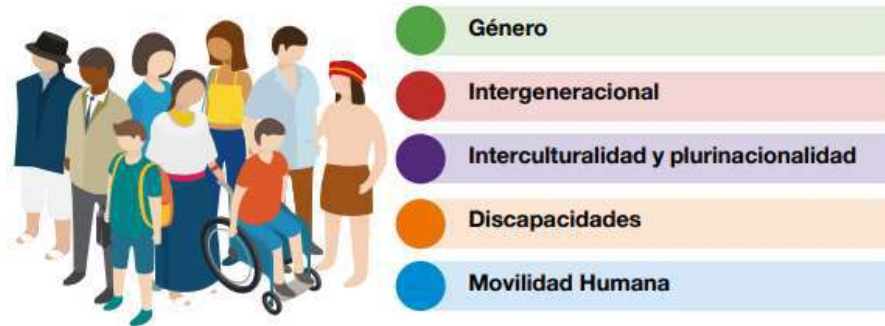 Género
Intergeneracional
Interculturalidad y plurinacionalidad
Discapacidades
Movilidad Humana